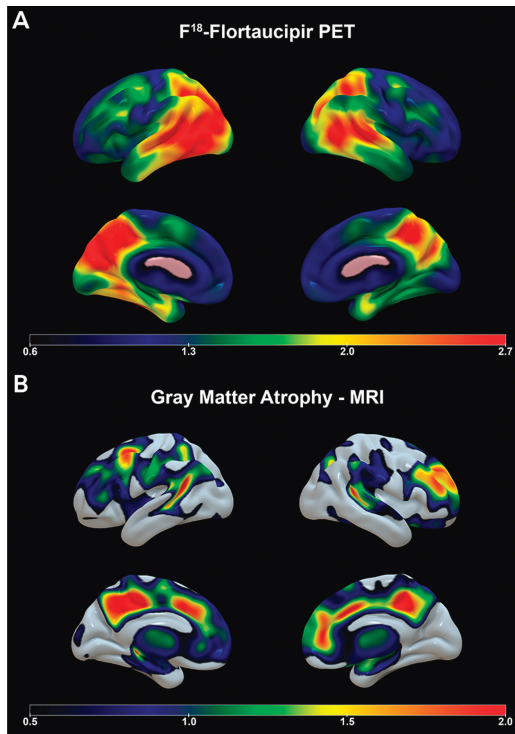 A
F18-Flortaucipir PET
0.6 1.3 2.0 2.7
B
Gray Matter Atrophy - MRI
0.5 1.0 1.5 2.0